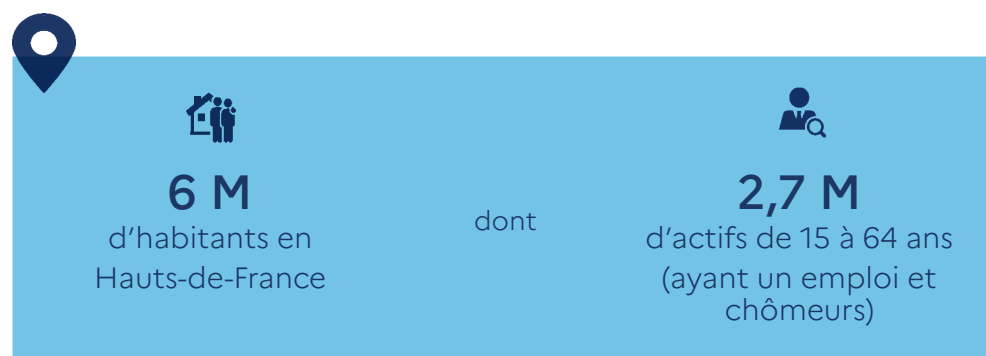 6 M
d'habitants en
Hauts-de-France
dont
2,7 M
d'actifs de 15 à 64 ans
(ayant un emploi et
chômeurs)